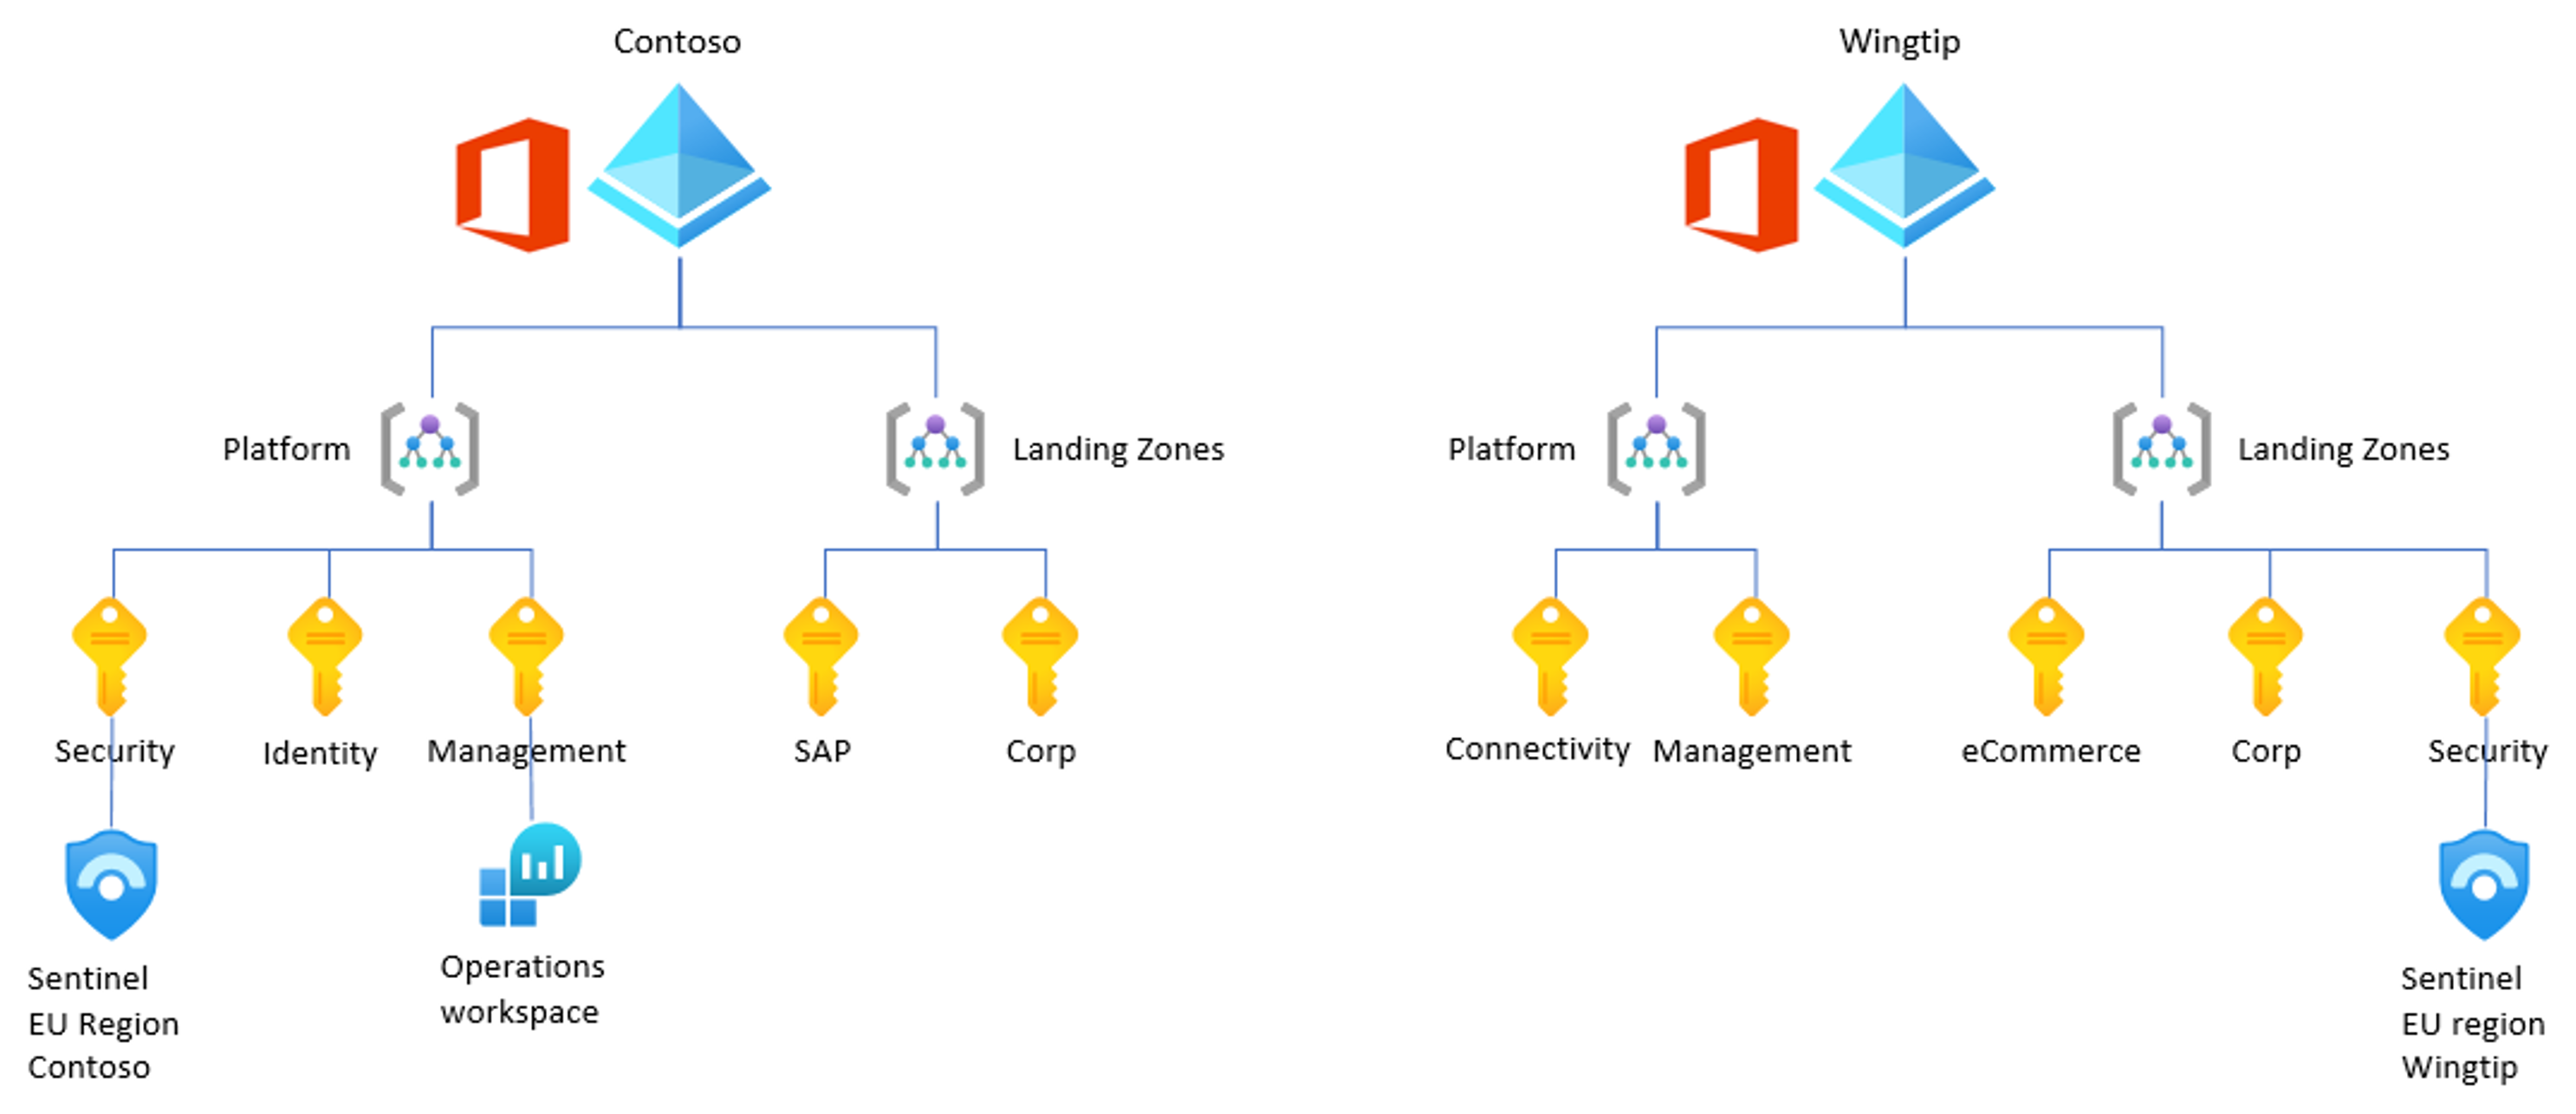 Contoso
Wingtip
Platform
Landing Zones
Platform
Landing Zones
Security
Identity
Management
SAP
Corp
Connectivity
Management
eCommerce
Corp
Security
Sentinel
EU Region
Contoso
Operations
workspace
Sentinel
EU region
Wingtip